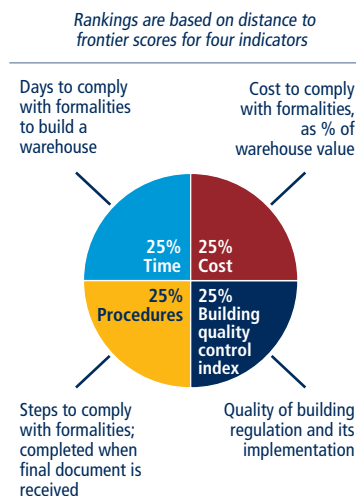 Rankings are based on distance to
frontier scores for four indicators
Days to comply
with formalities
to build a
warehouse
Cost to comply
with formalities,
as % of
warehouse value
25%
Time
25%
Cost
25%
Procedures
25%
Building
quality
control
index
Steps to comply
with formalities;
completed when
final document is
received
Quality of building
regulation and its
implementation